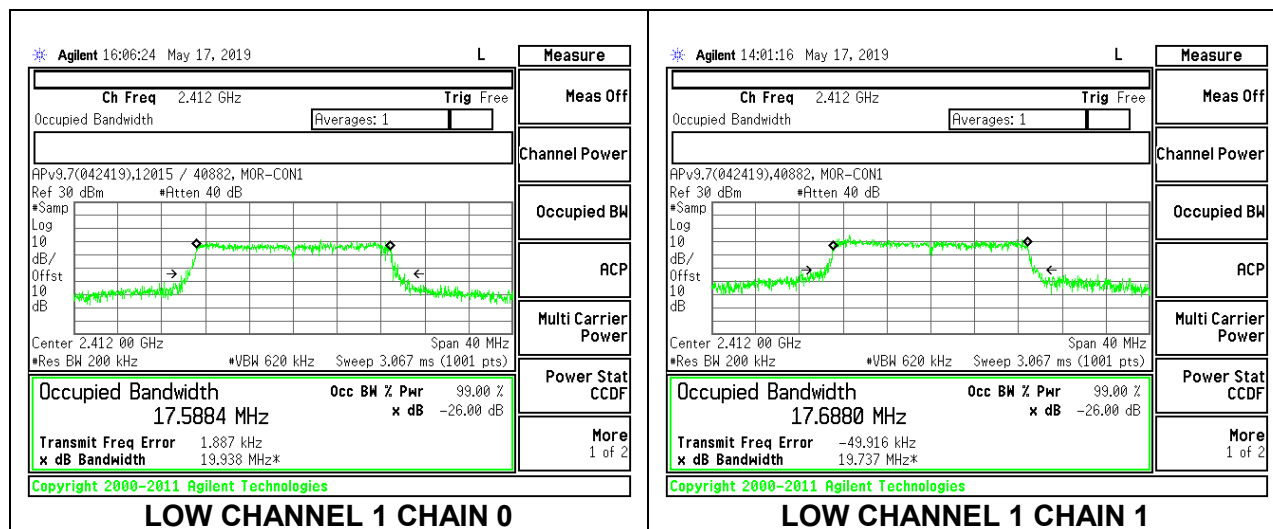 Agilent 16:06:24 May 17, 2019 L
Measure
Ch Freq 2.412 GHz Trig Free
Meas Off
Occupied Bandwidth Averages: 1
Channel Power
APv9.7(042419),12015 / 40882, MOR-CON1
Ref 30 dBm #Atten 40 dB
#Samp
Log
10
dB/
Offst
10
dB
Occupied BW
ACP
Multi Carrier
Power
Center 2.412 00 GHz Span 40 MHz
#Res BW 200 kHz #VBW 620 kHz Sweep 3.067 ms (1001 pts)
Power Stat
CCDF
Occupied Bandwidth Occ BW % Pwr 99.00 %
17.5884 MHz x dB -26.00 dB
More
1 of 2
Transmit Freq Error 1.887 kHz
x dB Bandwidth 19.938 MHz*
Copyright 2000-2011 Agilent Technologies
LOW CHANNEL 1 CHAIN 0
Agilent 14:01:16 May 17, 2019 L
Measure
Ch Freq 2.412 GHz Trig Free
Meas Off
Occupied Bandwidth Averages: 1
Channel Power
APv9.7(042419),40882, MOR-CON1
Ref 30 dBm #Atten 40 dB
#Samp
Log
10
dB/
Offst
10
dB
Occupied BW
ACP
Multi Carrier
Power
Center 2.412 00 GHz Span 40 MHz
#Res BW 200 kHz #VBW 620 kHz Sweep 3.067 ms (1001 pts)
Power Stat
CCDF
Occupied Bandwidth Occ BW % Pwr 99.00 %
17.6880 MHz x dB -26.00 dB
More
1 of 2
Transmit Freq Error -49.916 kHz
x dB Bandwidth 19.737 MHz*
Copyright 2000-2011 Agilent Technologies
LOW CHANNEL 1 CHAIN 1